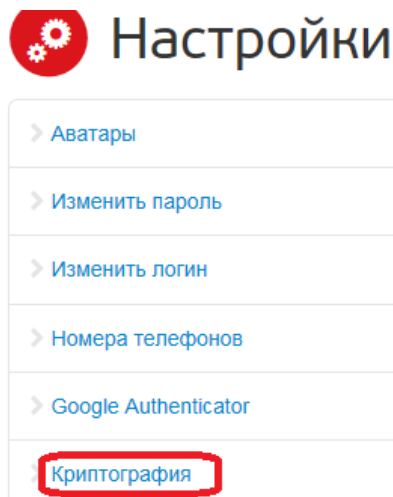 Настройки
Аватары
Изменить пароль
Изменить логин
Номера телефонов
Google Authenticator
Криптография